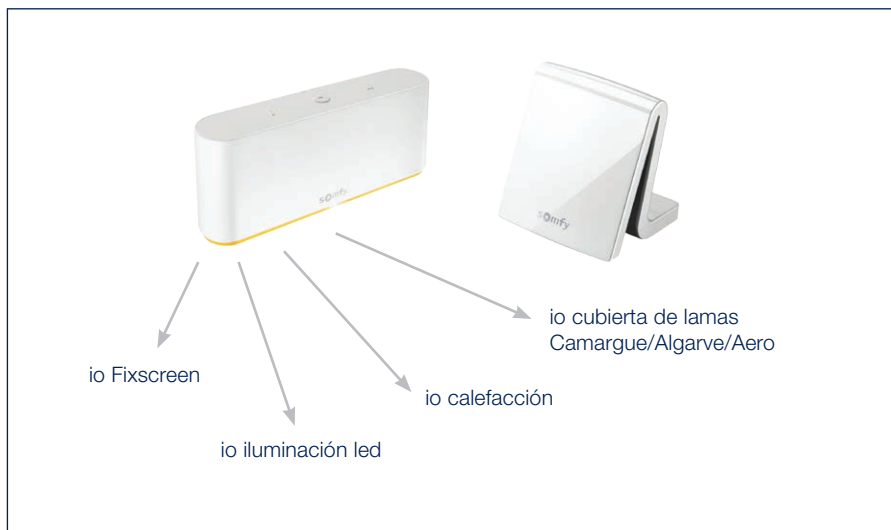 somfy
somfy
io cubierta de lamas
Camargue/Algarve/Aero
io Fixscreen
io calefacción
io iluminación led